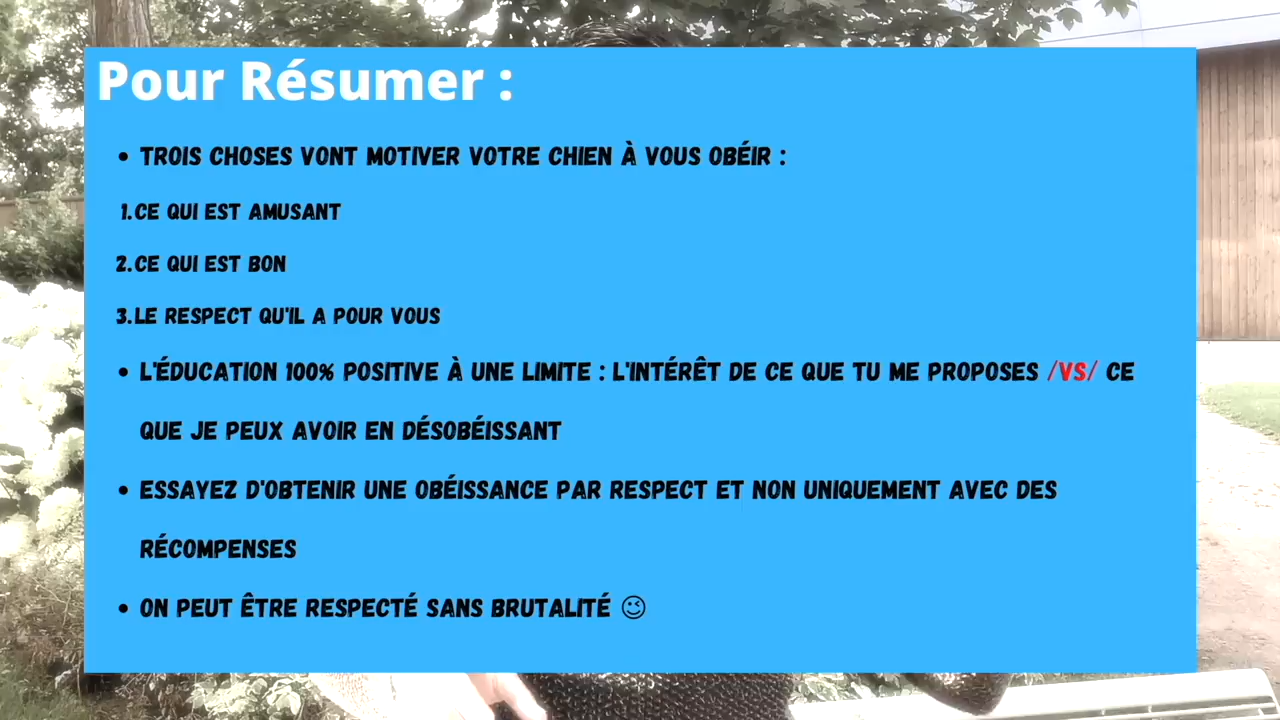 Pour Résumer :
• TROIS CHOSES VONT MOTIVER VOTRE CHIEN À VOUS OBÉIR :
1.CE QUI EST AMUSANT
2.CE QUI EST BON
3.LE RESPECT QU'IL A POUR VOUS
• L'ÉDUCATION 100% POSITIVE À UNE LIMITE : L'INTÉRÊT DE CE QUE TU ME PROPOSES /VS/ CE
QUE JE PEUX AVOIR EN DÉSOBÉISSANT
• ESSAYEZ D'OBTENIR UNE OBÉISSANCE PAR RESPECT ET NON UNIQUEMENT AVEC DES
RÉCOMPENSES
• ON PEUT ÊTRE RESPECTÉ SANS BRUTALITÉ 😉